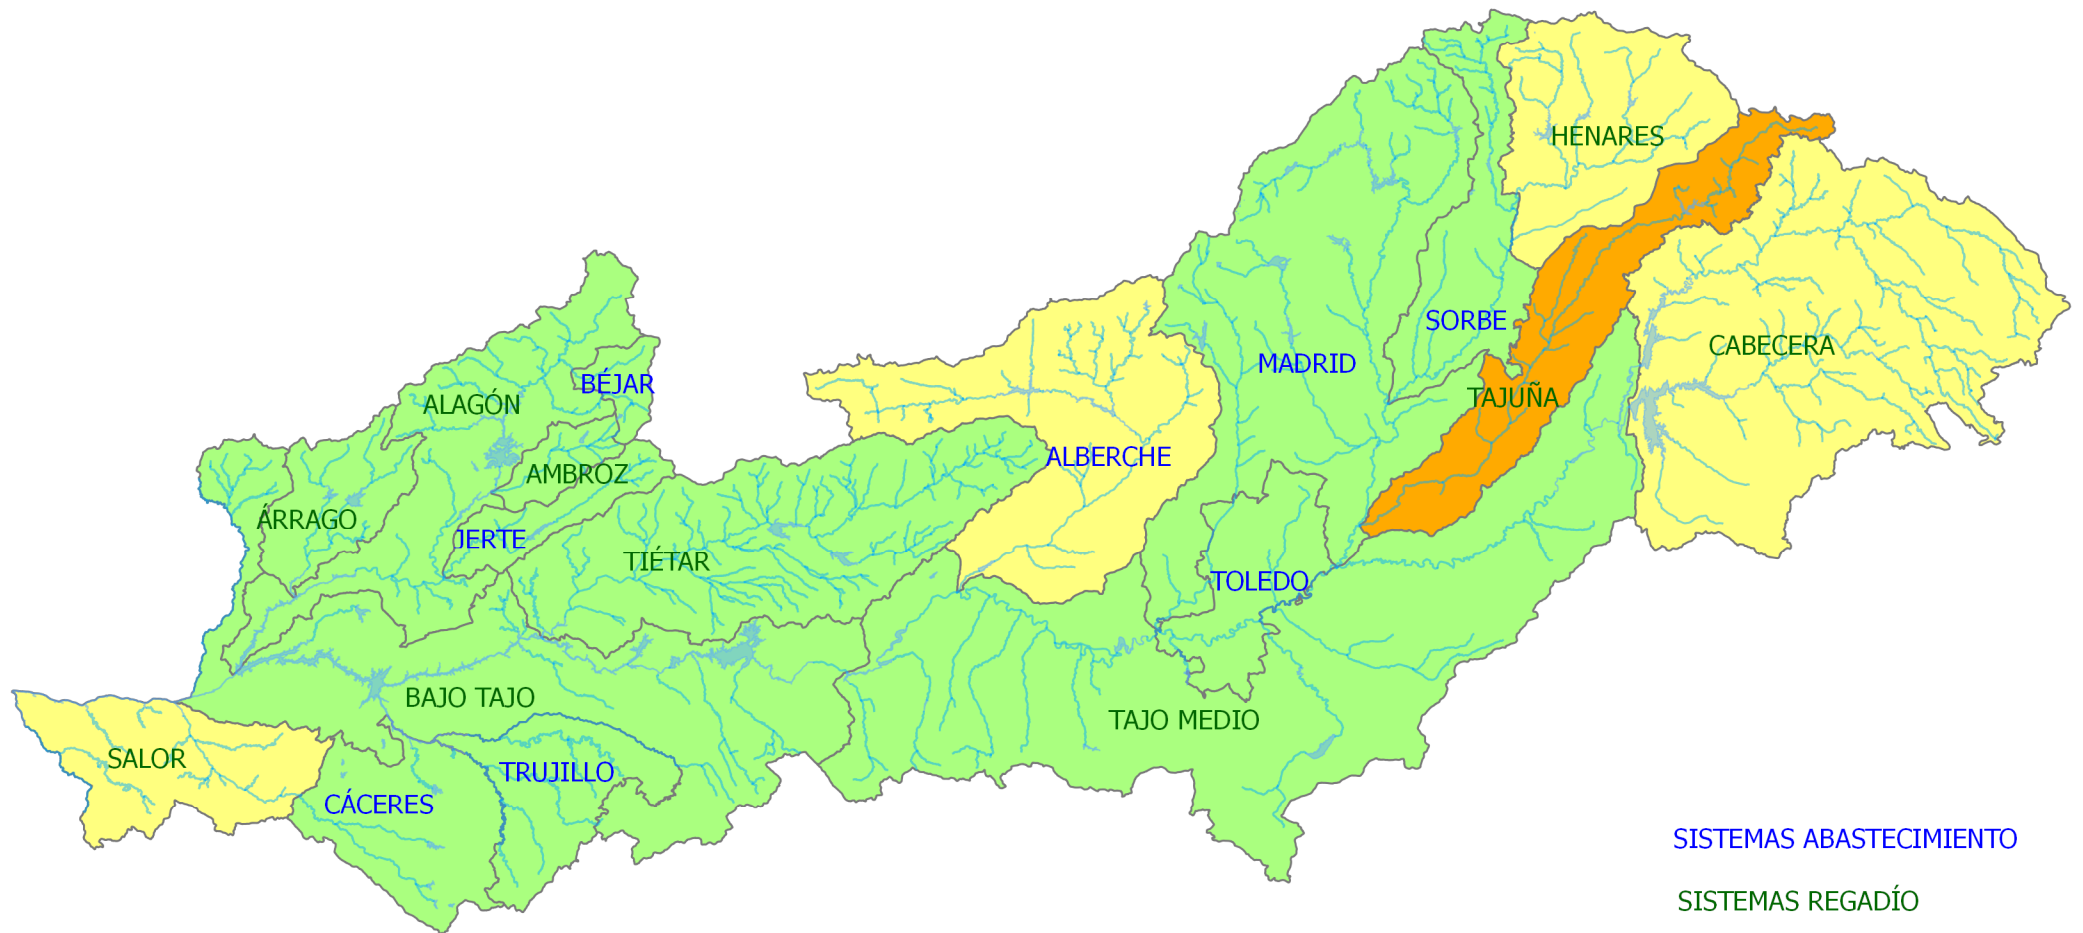 HENARES
SORBE
CABECERA
MADRID
BÉJAR
TAJUÑA
ALAGÓN
ALBERCHE
AMBROZ
ÁRRAGO
JERTE
TIÉTAR
TOLEDO
BAJO TAJO
TAJO MEDIO
SALOR
TRUJILLO
CÁCERES
SISTEMAS ABASTECIMIENTO
SISTEMAS REGADÍO